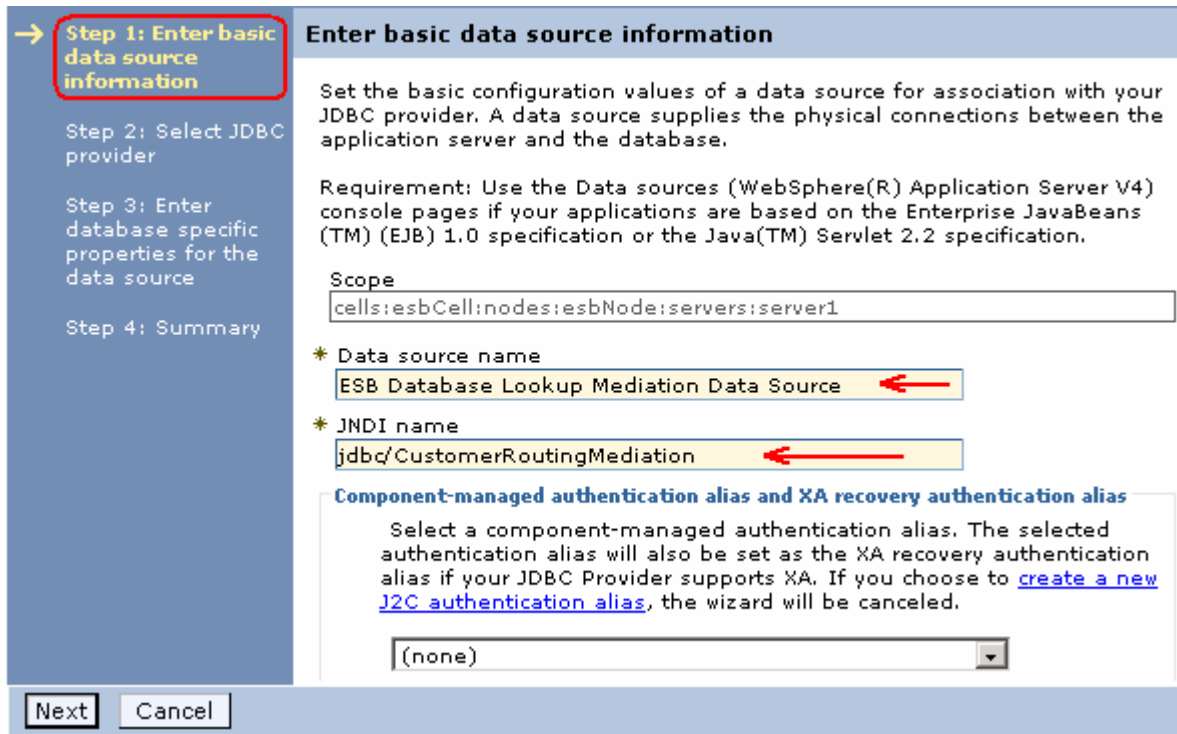 Step 1: Enter basic
data source
information
Step 2: Select JDBC
provider
Step 3: Enter
database specific
properties for the
data source
Step 4: Summary
Enter basic data source information
Set the basic configuration values of a data source for association with your
JDBC provider. A data source supplies the physical connections between the
application server and the database.
Requirement: Use the Data sources (WebSphere(R) Application Server V4)
console pages if your applications are based on the Enterprise JavaBeans
(TM) (EJB) 1.0 specification or the Java(TM) Servlet 2.2 specification.
Scope
cells:esbCell:nodes:esbNode:servers:server1
* Data source name
ESB Database Lookup Mediation Data Source
* JNDI name
jdbc/CustomerRoutingMediation
Component-managed authentication alias and XA recovery authentication alias
Select a component-managed authentication alias. The selected
authentication alias will also be set as the XA recovery authentication
alias if your JDBC Provider supports XA. If you choose to create a new
J2C authentication alias, the wizard will be canceled.
(none)
Next Cancel